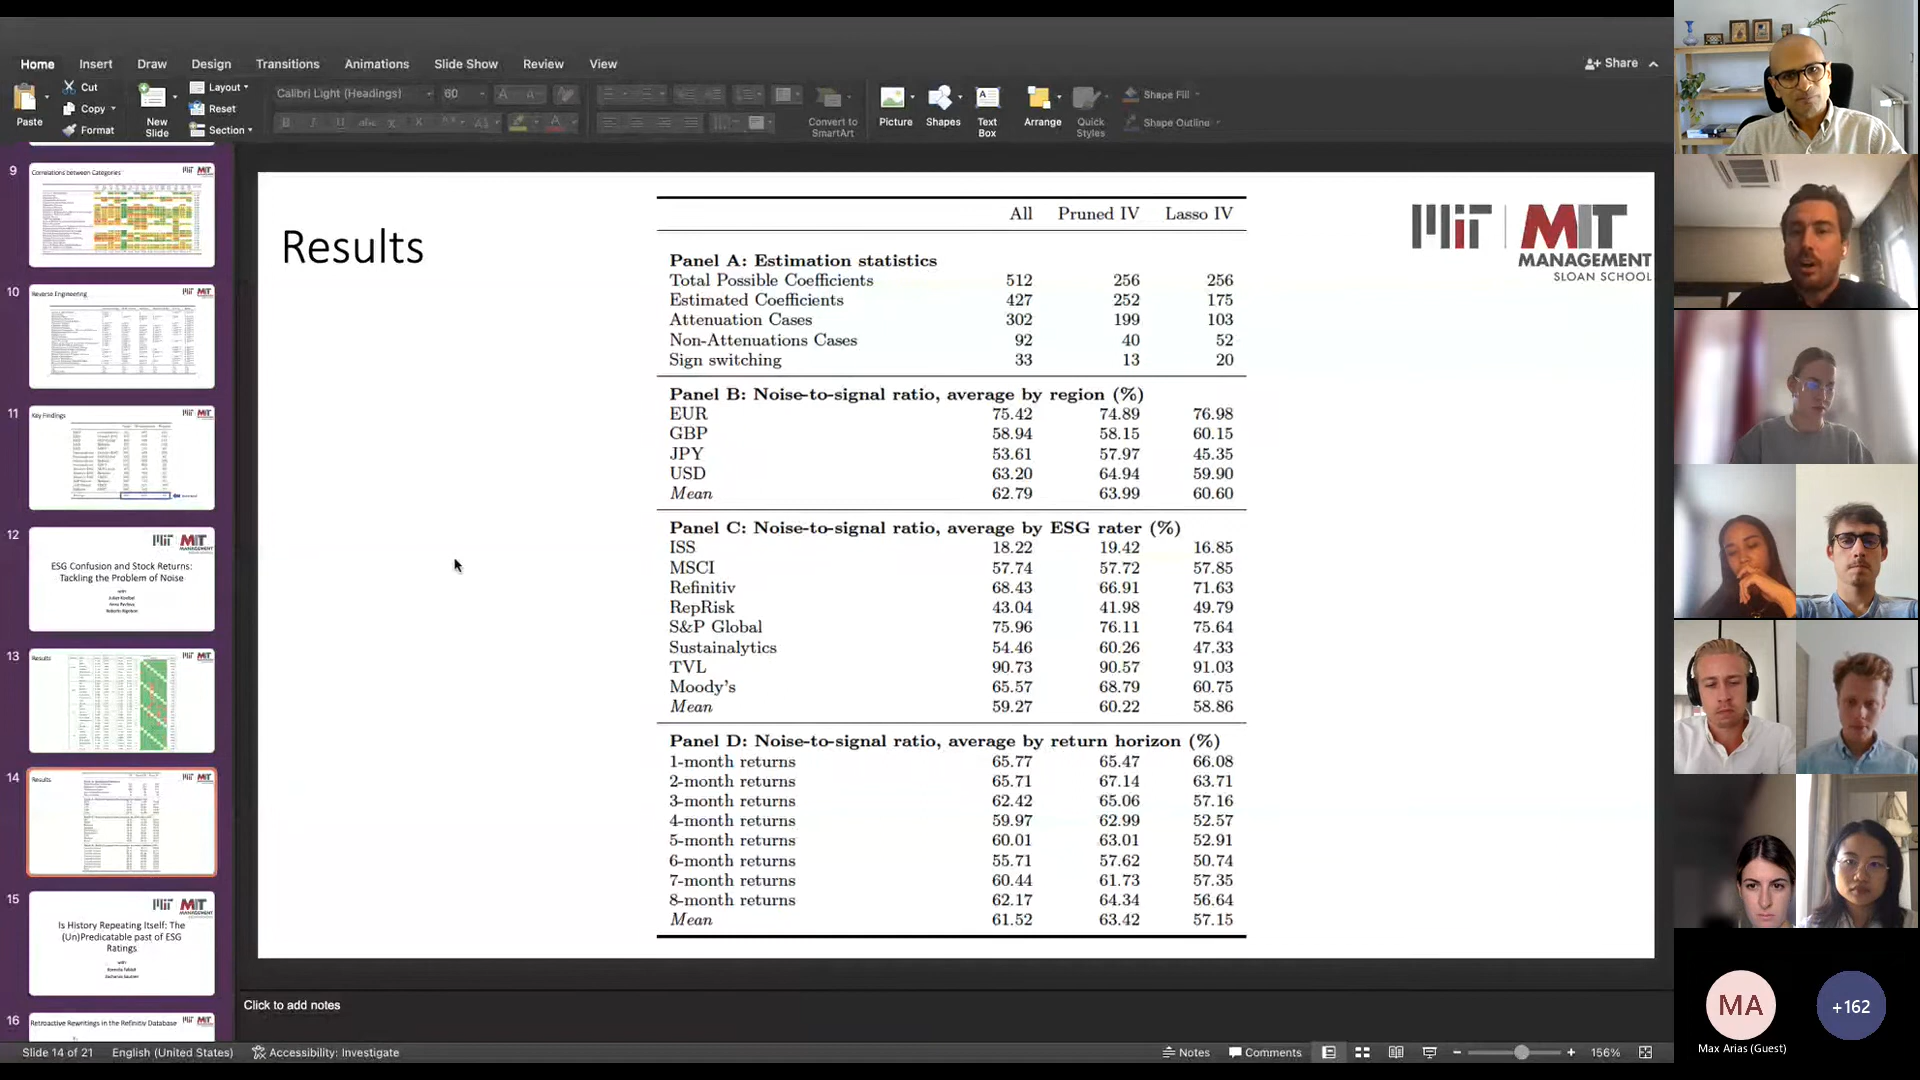 Home Insert Draw Design Transitions Animations Slide Show Review View Share
Paste Cut Copy Format
New Slide Layout Reset Section
Calibri Light (Headings) 60
Convert to SmartArt
Picture Shapes Text Box Arrange Quick Styles Shape Fill Shape Outline
9 Correlations between Categories
10 Reverse Engineering
11 Key Findings
12
ESG Confusion and Stock Returns:
Tackling the Problem of Noise
with
13 Results
14 Results
15
Is History Repeating Itself: The
(Un)Predicatable past of ESG
Ratings
with
16 Retroactive Rewritings in the Refinitiv Database
Results
MIT MIT
MANAGEMENT
SLOAN SCHOOL
All Pruned IV Lasso IV
Panel A: Estimation statistics
Total Possible Coefficients 512 256 256
Estimated Coefficients 427 252 175
Attenuation Cases 302 199 103
Non-Attenuations Cases 92 40 52
Sign switching 33 13 20
Panel B: Noise-to-signal ratio, average by region (%)
EUR 75.42 74.89 76.98
GBP 58.94 58.15 60.15
JPY 53.61 57.97 45.35
USD 63.20 64.94 59.90
Mean 62.79 63.99 60.60
Panel C: Noise-to-signal ratio, average by ESG rater (%)
ISS 18.22 19.42 16.85
MSCI 57.74 57.72 57.85
Refinitiv 68.43 66.91 71.63
RepRisk 43.04 41.98 49.79
S&P Global 75.96 76.11 75.64
Sustainalytics 54.46 60.26 47.33
TVL 90.73 90.57 91.03
Moody's 65.57 68.79 60.75
Mean 59.27 60.22 58.86
Panel D: Noise-to-signal ratio, average by return horizon (%)
1-month returns 65.77 65.47 66.08
2-month returns 65.71 67.14 63.71
3-month returns 62.42 65.06 57.16
4-month returns 59.97 62.99 52.57
5-month returns 60.01 63.01 52.91
6-month returns 55.71 57.62 50.74
7-month returns 60.44 61.73 57.35
8-month returns 62.17 64.34 56.64
Mean 61.52 63.42 57.15
Click to add notes
Slide 14 of 21 English (United States) Accessibility: Investigate Notes Comments 156%
MA
+162
Max Arias (Guest)